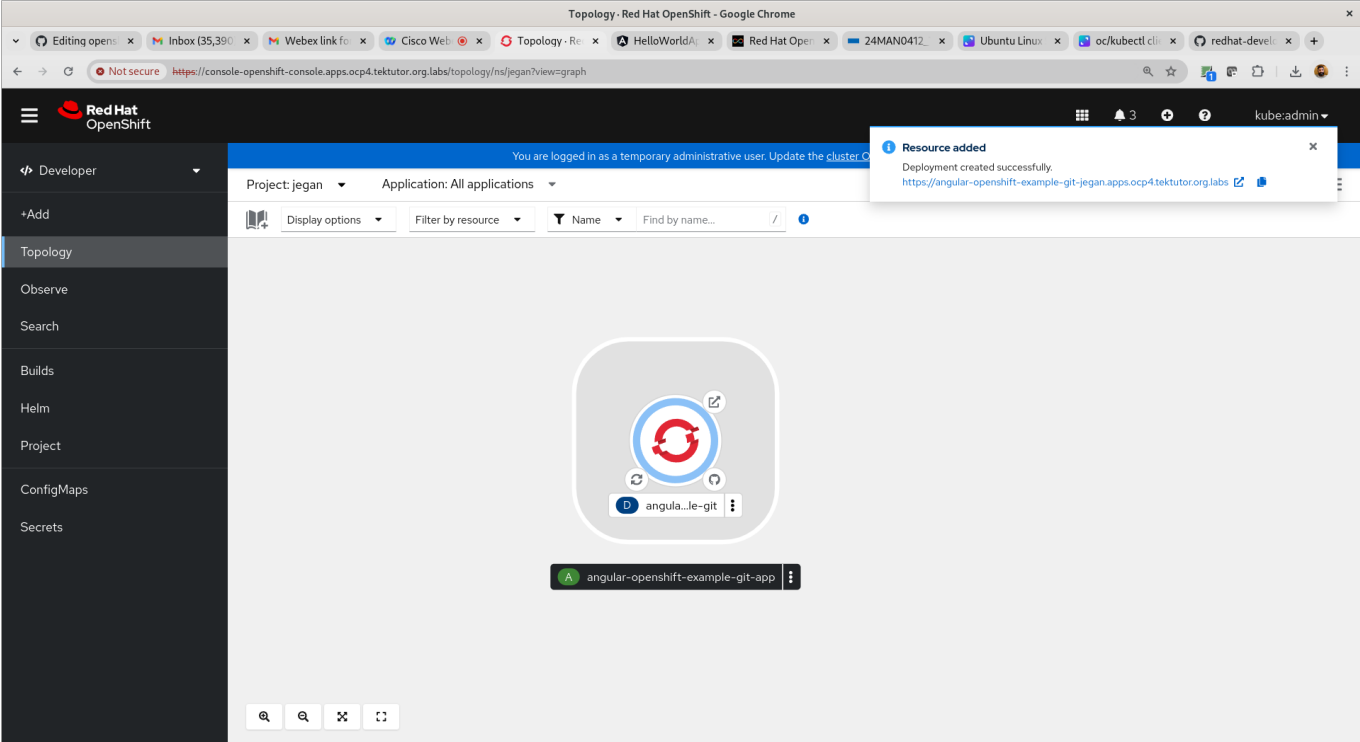 Topology · Red Hat OpenShift - Google Chrome
Editing opens
Inbox (35,390
Webex link fo
Cisco Web
Topology · Re
HelloWorldA
Red Hat Open
24MAN0412_
Ubuntu Linux
oc/kubectl cli
redhat-develo
Not secure https://console-openshift-console.apps.ocp4.tektutor.org.labs/topology/ns/jegan?view=graph
1
Red Hat
OpenShift
3
kube:admin
You are logged in as a temporary administrative user. Update the cluster O
Resource added
Deployment created successfully.
https://angular-openshift-example-git-jegan.apps.ocp4.tektutor.org.labs
Developer
+Add
Topology
Observe
Search
Builds
Helm
Project
ConfigMaps
Secrets
Project: jegan
Application: All applications
Display options
Filter by resource
Name
Find by name...
/
D angula...le-git
A angular-openshift-example-git-app